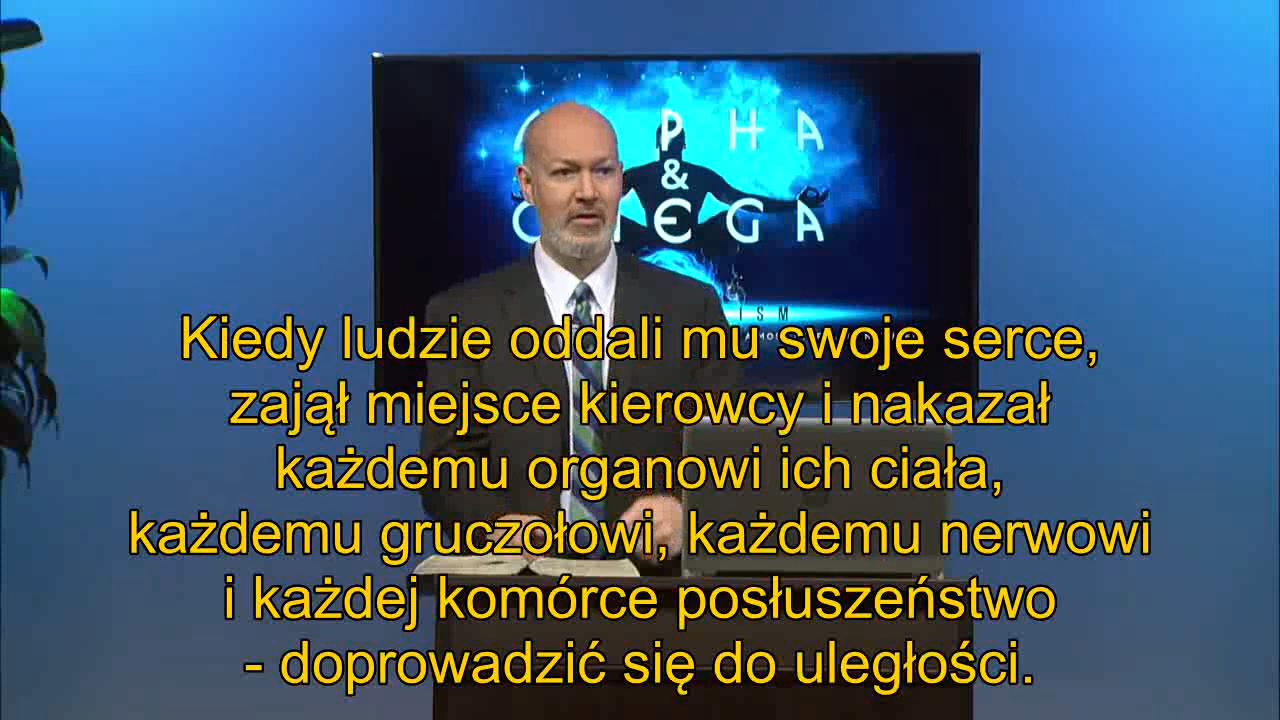 PHA
&
EGA
ISM
Kiedy ludzie oddali mu swoje serce,
zajął miejsce kierowcy i nakazał
każdemu organowi ich ciała,
każdemu gruczołowi, każdemu nerwowi
i każdej komórce posłuszeństwo
- doprowadzić się do uległości.